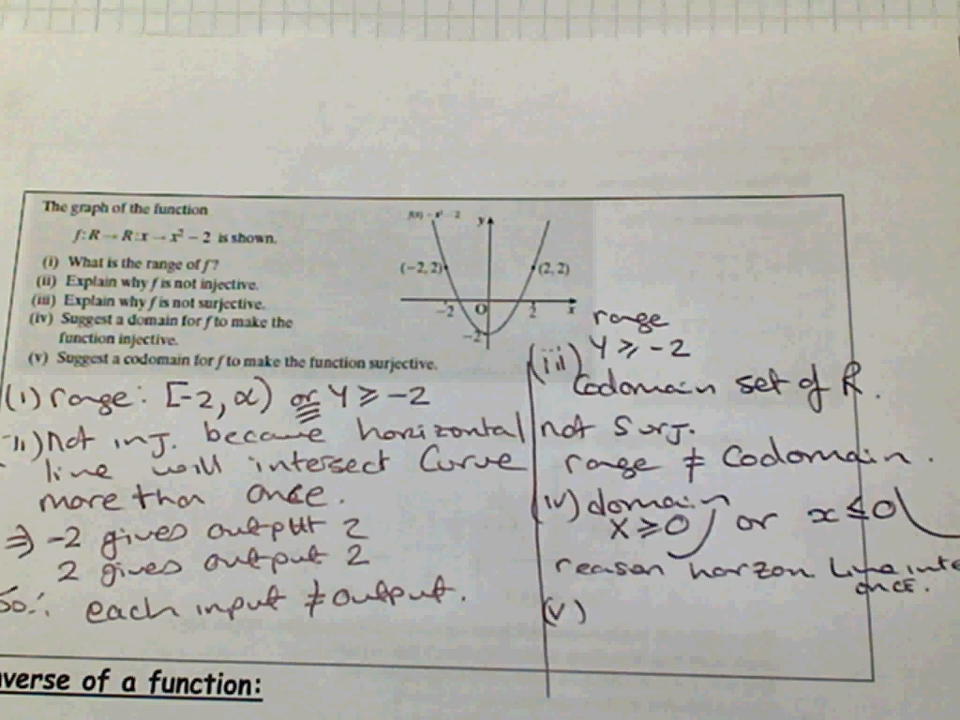 The graph of the function
f: R → R: x → x² − 2 is shown.
(i) What is the range of f?
(ii) Explain why f is not injective.
(iii) Explain why f is not surjective.
(iv) Suggest a domain for f to make the
function injective.
(v) Suggest a codomain for f to make the function surjective.
f(x) = x² − 2
y
(−2, 2)
(2, 2)
−2
O
2
x
−2
(i) range: [-2, ∝) or Y ≥ -2
ii) not inj. because horizontal
line will intersect Curve
more than once.
⇒ -2 gives output 2
2 gives output 2
So ∴ each input ≠ output.
range
(iii) Y ≥ -2
Codomain set of R.
not surj.
range ≠ Codomain.
(iv) domain
x ≥ 0 or x ≤ 0
reason horzon Line inte
once.
(v)
verse of a function: